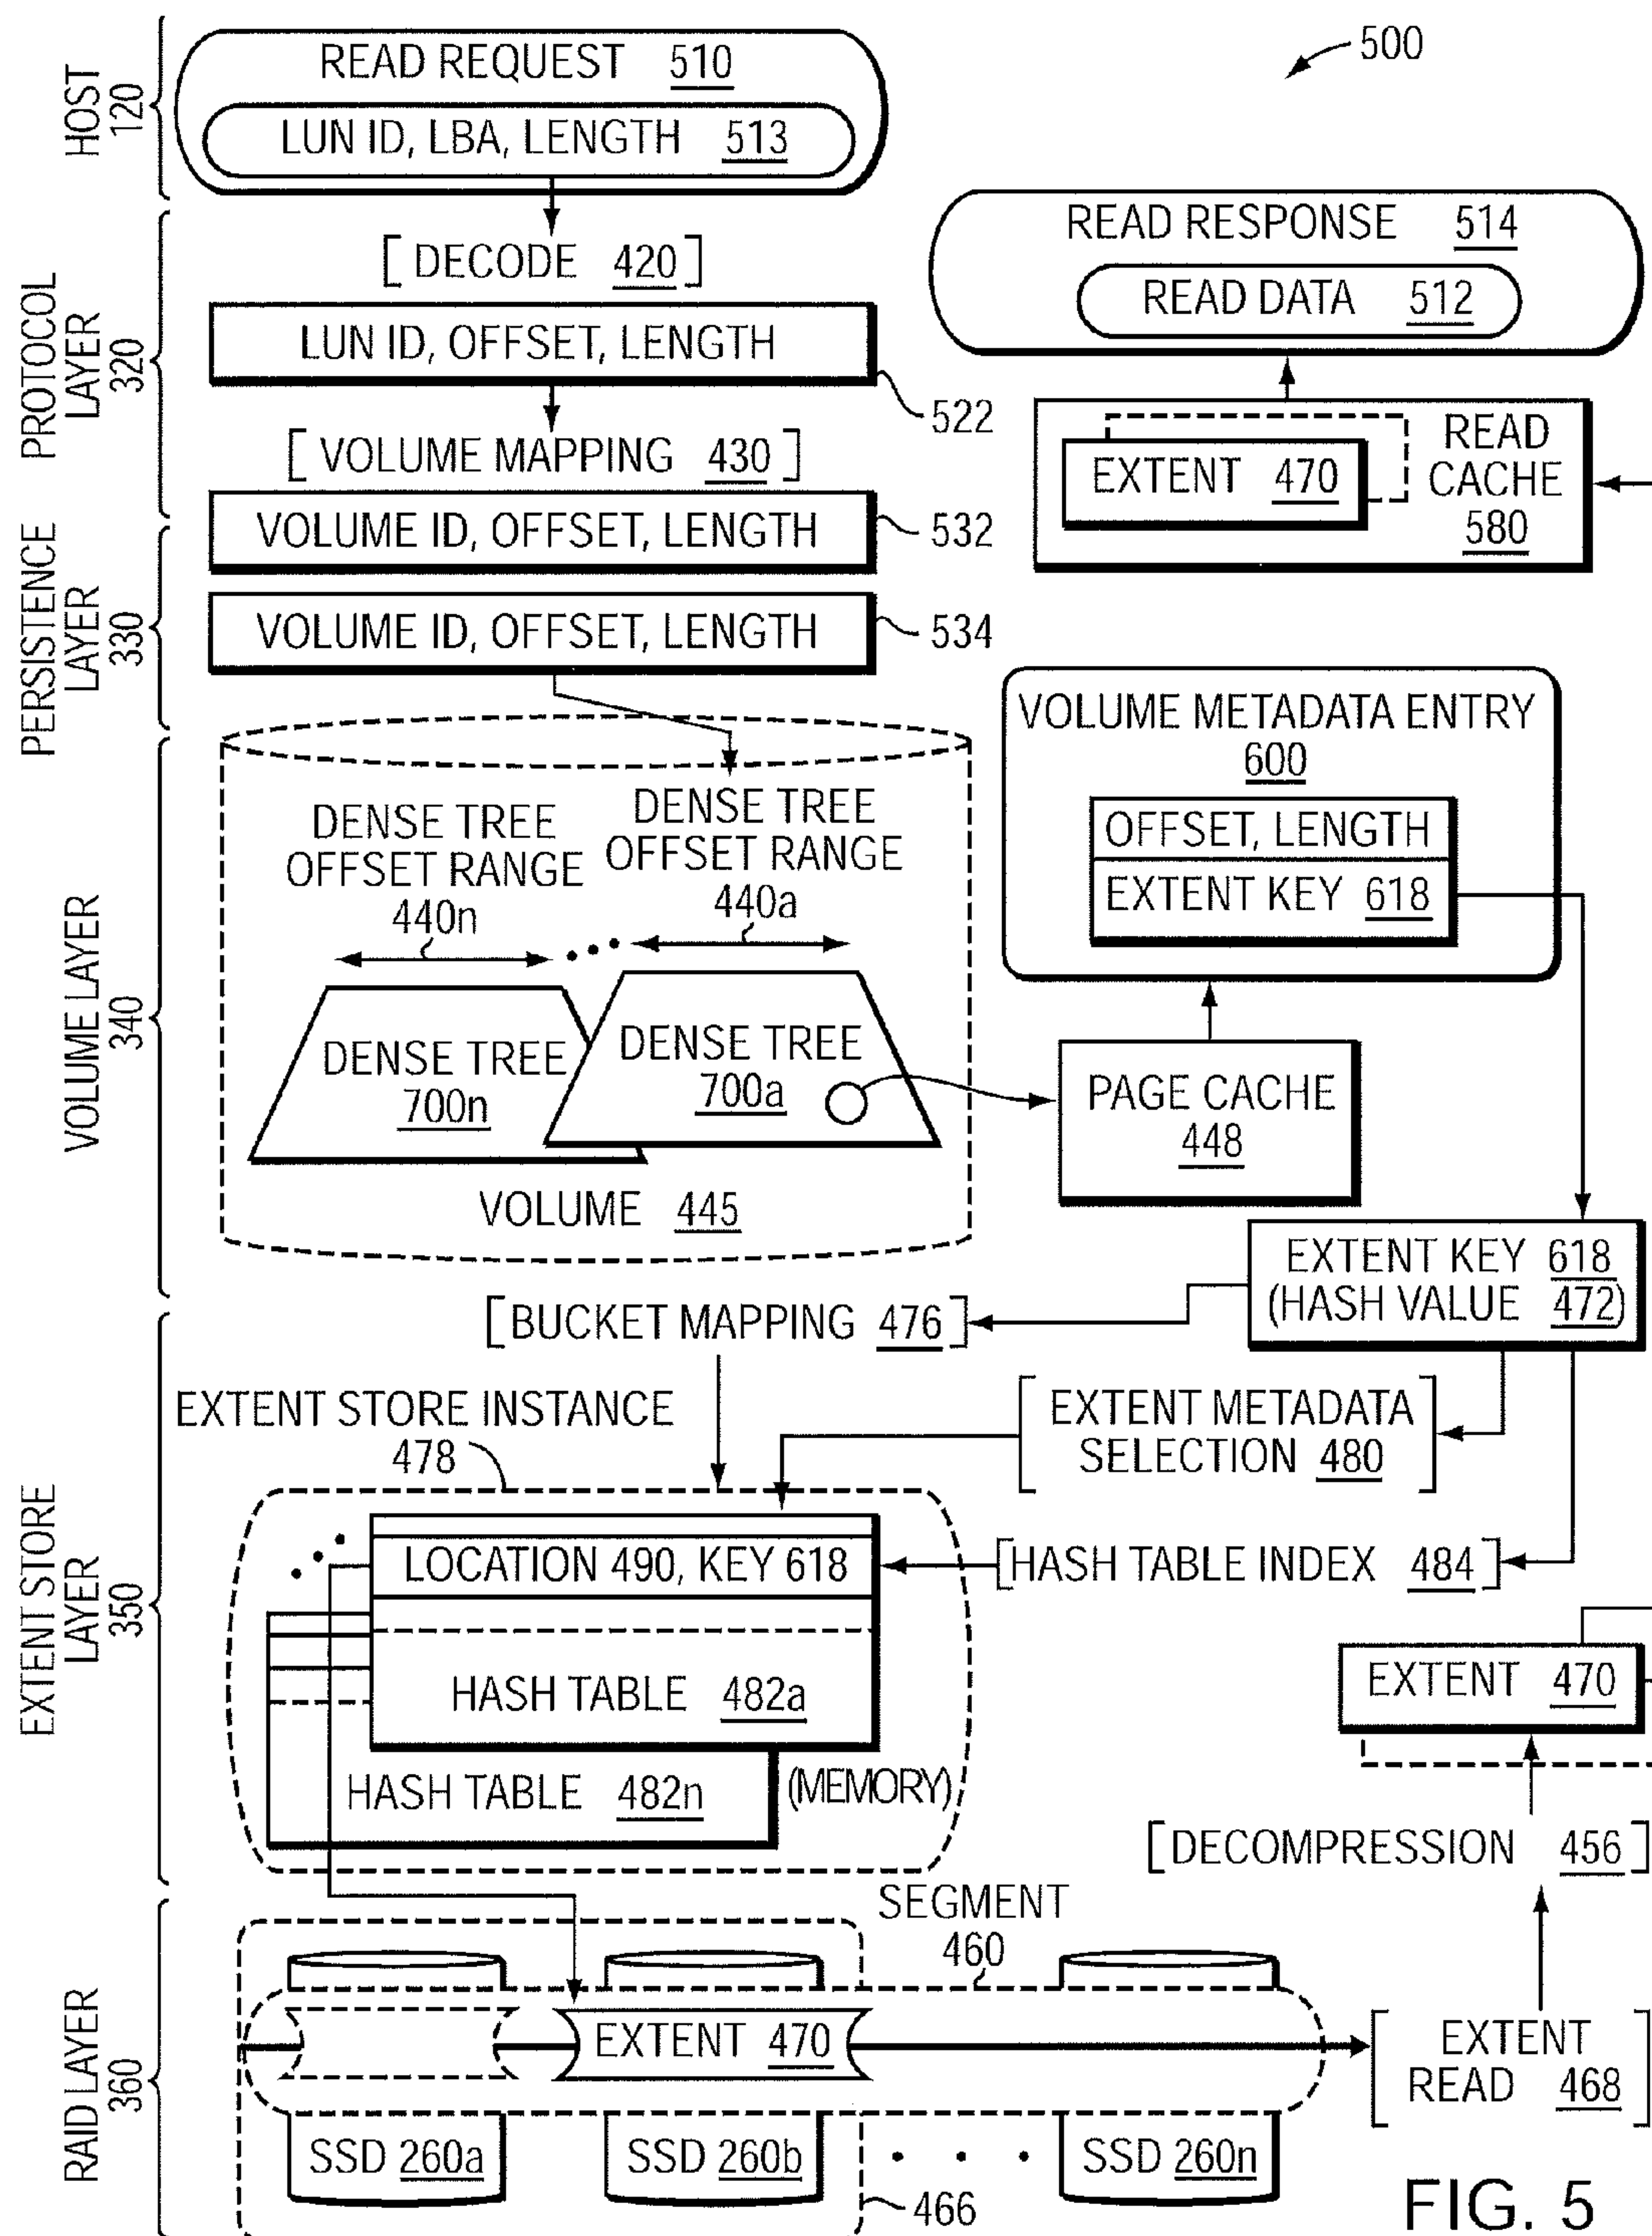 500
HOST
120
READ REQUEST 510
LUN ID, LBA, LENGTH 513
PROTOCOL
LAYER
320
[ DECODE 420 ]
LUN ID, OFFSET, LENGTH
522
[ VOLUME MAPPING 430 ]
VOLUME ID, OFFSET, LENGTH
532
READ RESPONSE 514
READ DATA 512
EXTENT 470
READ
CACHE
580
PERSISTENCE
LAYER
330
VOLUME ID, OFFSET, LENGTH
534
VOLUME LAYER
340
DENSE TREE
OFFSET RANGE
440n
DENSE TREE
OFFSET RANGE
440a
DENSE TREE
700n
DENSE TREE
700a
VOLUME 445
VOLUME METADATA ENTRY
600
OFFSET, LENGTH
EXTENT KEY 618
PAGE CACHE
448
EXTENT KEY 618
(HASH VALUE 472)
EXTENT STORE
LAYER
350
[BUCKET MAPPING 476]
EXTENT STORE INSTANCE
478
[EXTENT METADATA
SELECTION 480]
LOCATION 490, KEY 618
[HASH TABLE INDEX 484]
HASH TABLE 482a
HASH TABLE 482n
(MEMORY)
EXTENT 470
[DECOMPRESSION 456]
RAID LAYER
360
SEGMENT
460
EXTENT 470
[EXTENT
READ 468]
SSD 260a
SSD 260b
. . .
SSD 260n
466
FIG. 5